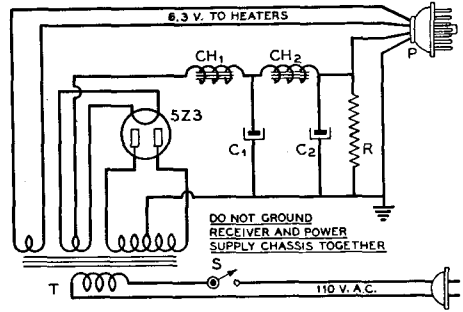 6.3 V. TO HEATERS
P
CH1
CH2
5Z3
C1
C2
R
DO NOT GROUND
RECEIVER AND POWER
SUPPLY CHASSIS TOGETHER
T
S
110 V. A.C.